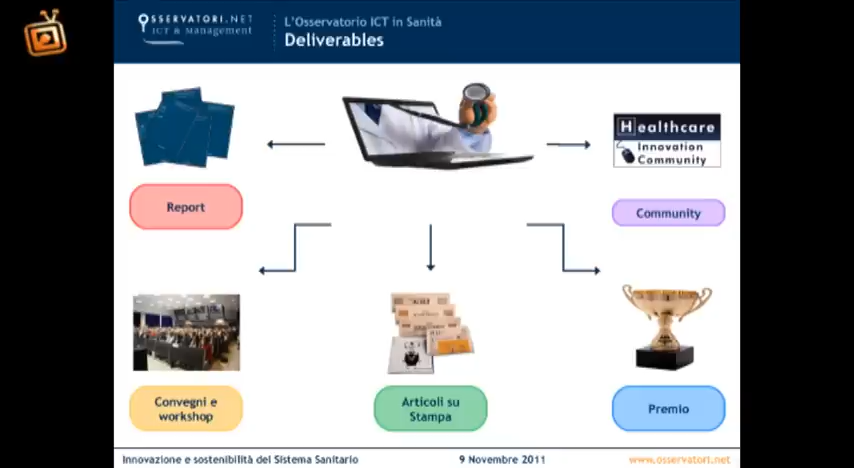 OSSERVATORI.NET
ICT & Management
L'Osservatorio ICT in Sanità
Deliverables
Healthcare
Innovation
Community
Report
Community
Convegni e
workshop
Articoli su
Stampa
Premio
Innovazione e sostenibilità del Sistema Sanitario
9 Novembre 2011
www.osservatori.net